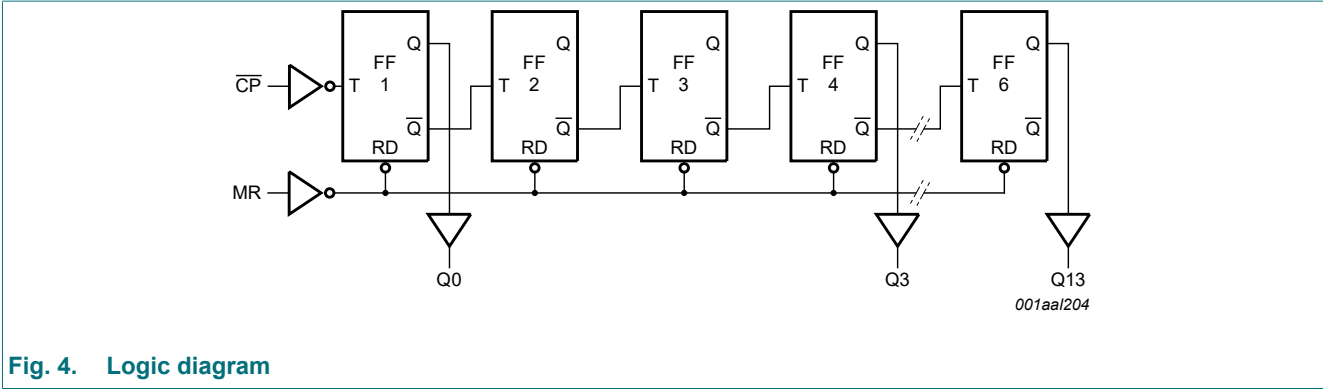 Q Q Q Q Q
FF FF FF FF FF
CP T 1 T 2 T 3 T 4 T 6
Q Q Q Q Q
RD RD RD RD RD
MR
Q0 Q3 Q13
001aal204
Fig. 4. Logic diagram